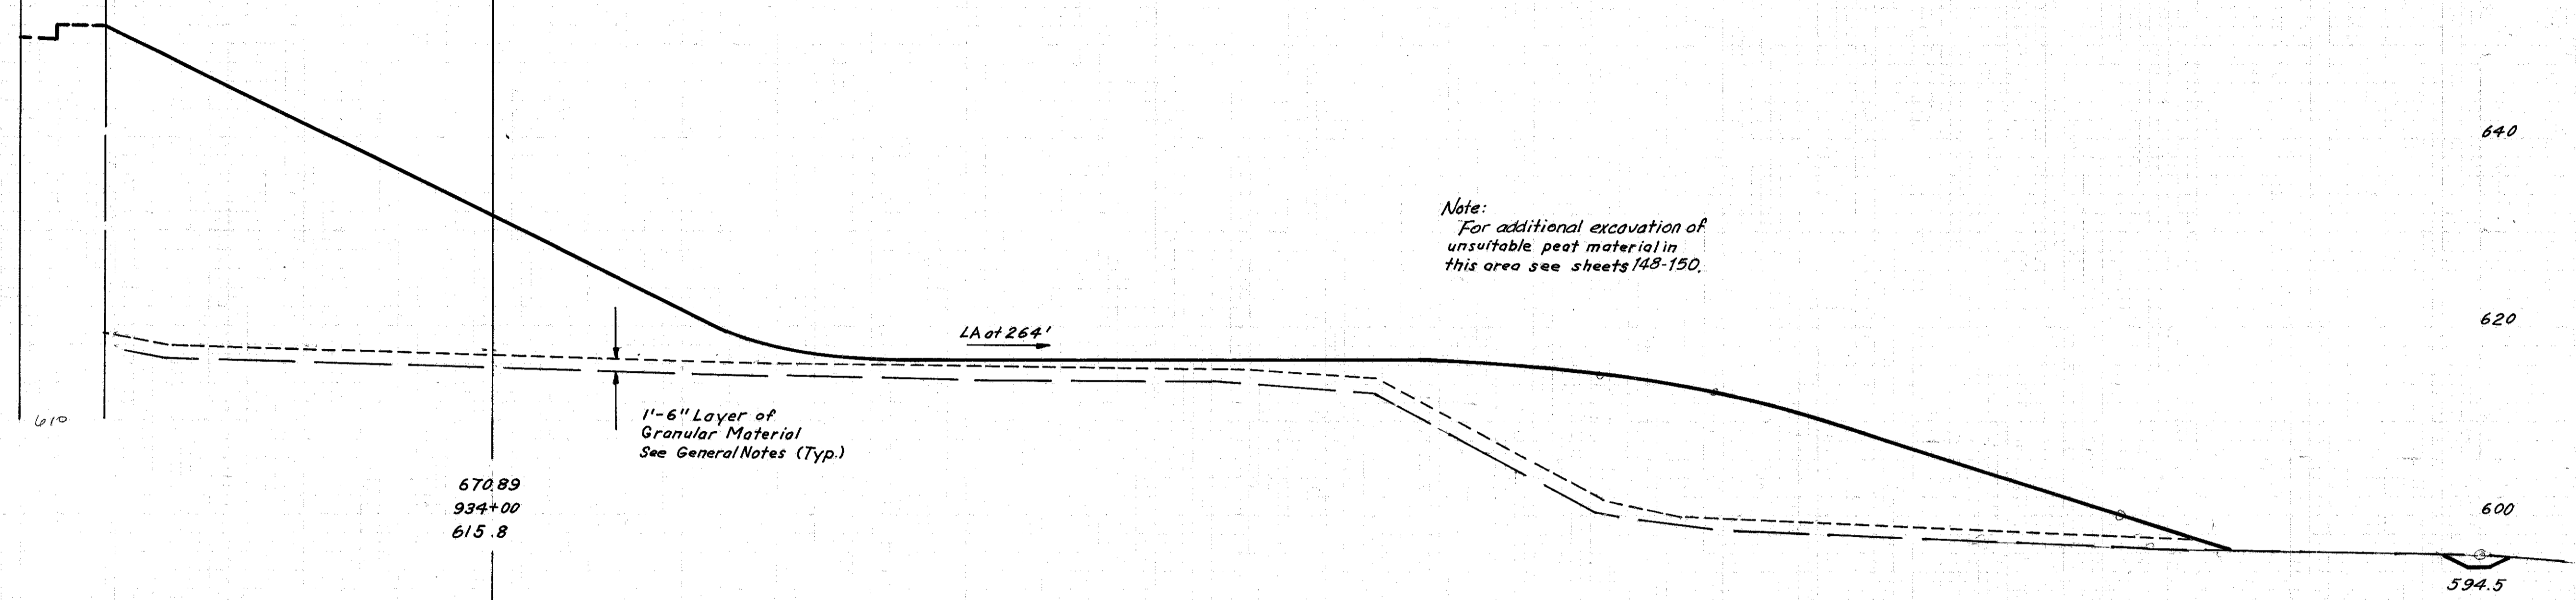 640
Note:
For additional excavation of
unsuitable peat material in
this area see sheets 148-150.
620
LA at 264'
1'-6" Layer of
Granular Material
See General Notes (Typ.)
610
670.89
934+00
615.8
600
594.5